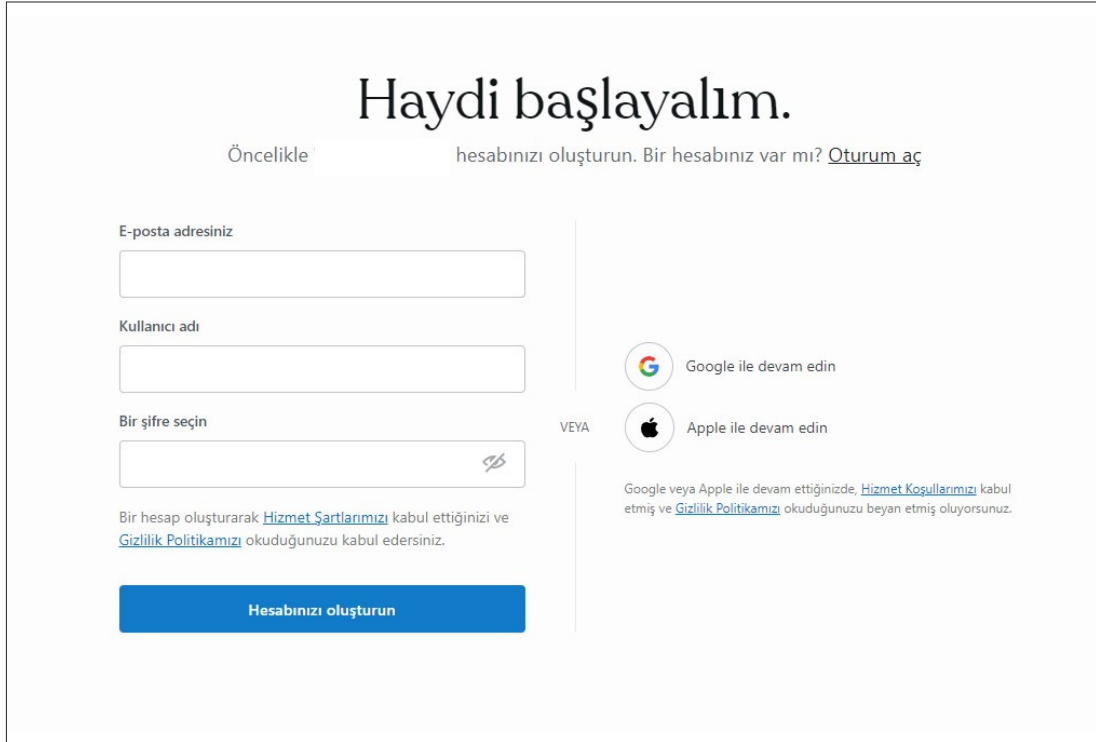 Haydi başlayalım.
Öncelikle hesabınızı oluşturun. Bir hesabınız var mı? Oturum aç
E-posta adresiniz
Kullanıcı adı
Bir şifre seçin
Bir hesap oluşturarak Hizmet Şartlarımızı kabul ettiğinizi ve
Gizlilik Politikamızı okuduğunuzu kabul edersiniz.
Hesabınızı oluşturun
VEYA
Google ile devam edin
Apple ile devam edin
Google veya Apple ile devam ettiğinizde, Hizmet Koşullarımızı kabul
etmiş ve Gizlilik Politikamızı okuduğunuzu beyan etmiş oluyorsunuz.